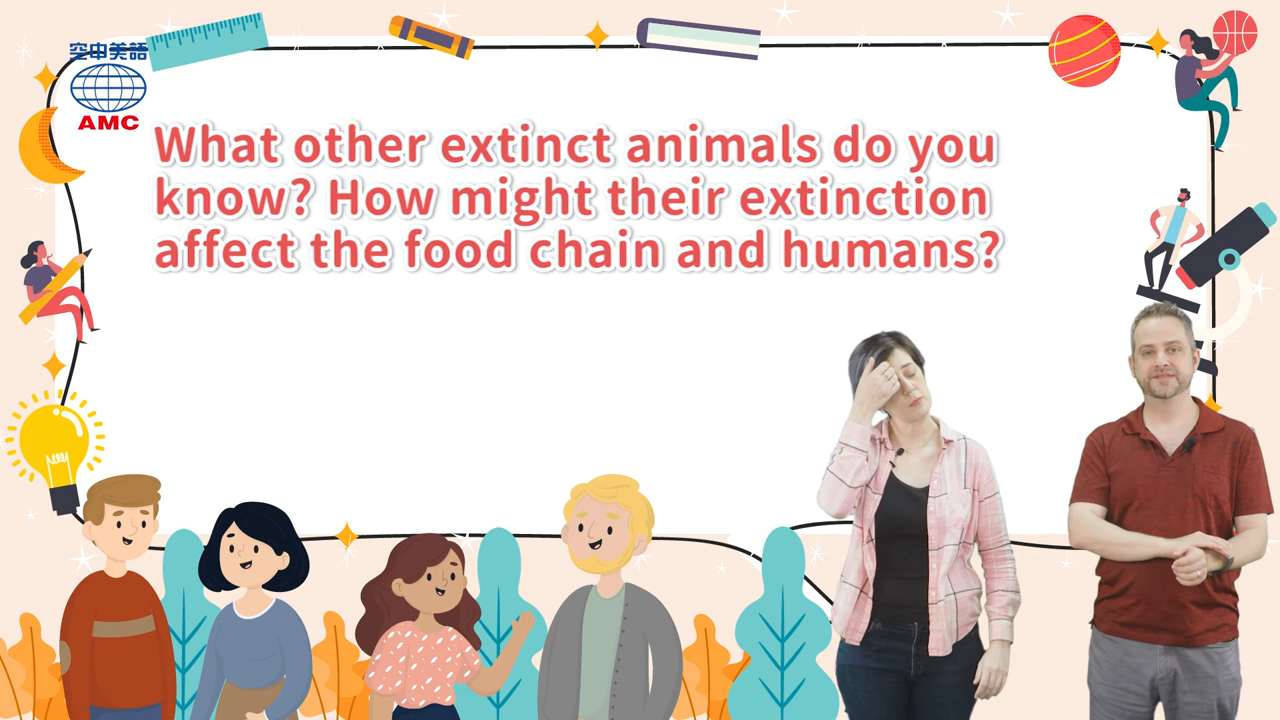 空中美語
AMC
What other extinct animals do you
know? How might their extinction
affect the food chain and humans?